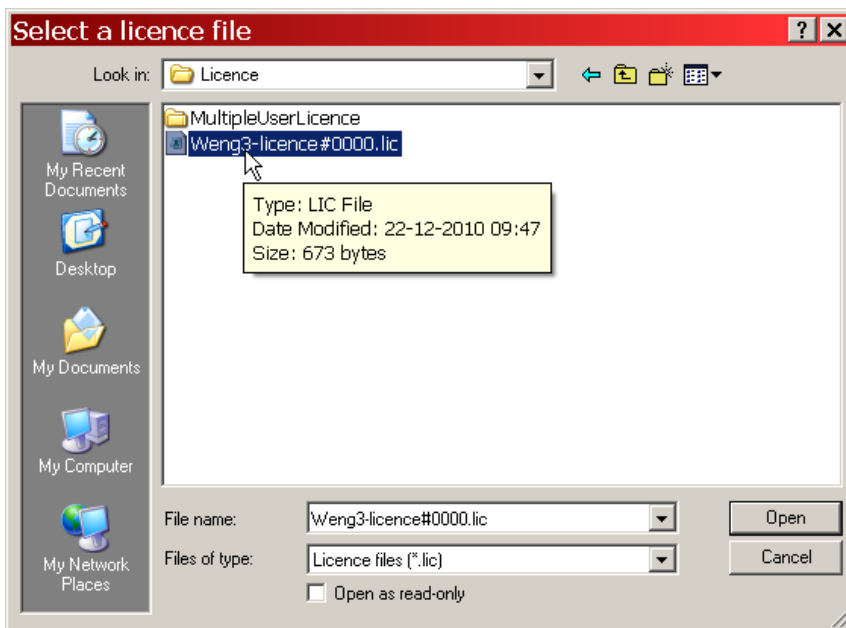 Select a licence file
?
Look in: Licence
MultipleUserLicence
Weng3-licence#0000.lic
Type: LIC File
Date Modified: 22-12-2010 09:47
Size: 673 bytes
My Recent
Documents
Desktop
My Documents
My Computer
My Network
Places
File name: Weng3-licence#0000.lic Open
Files of type: Licence files (*.lic) Cancel
Open as read-only